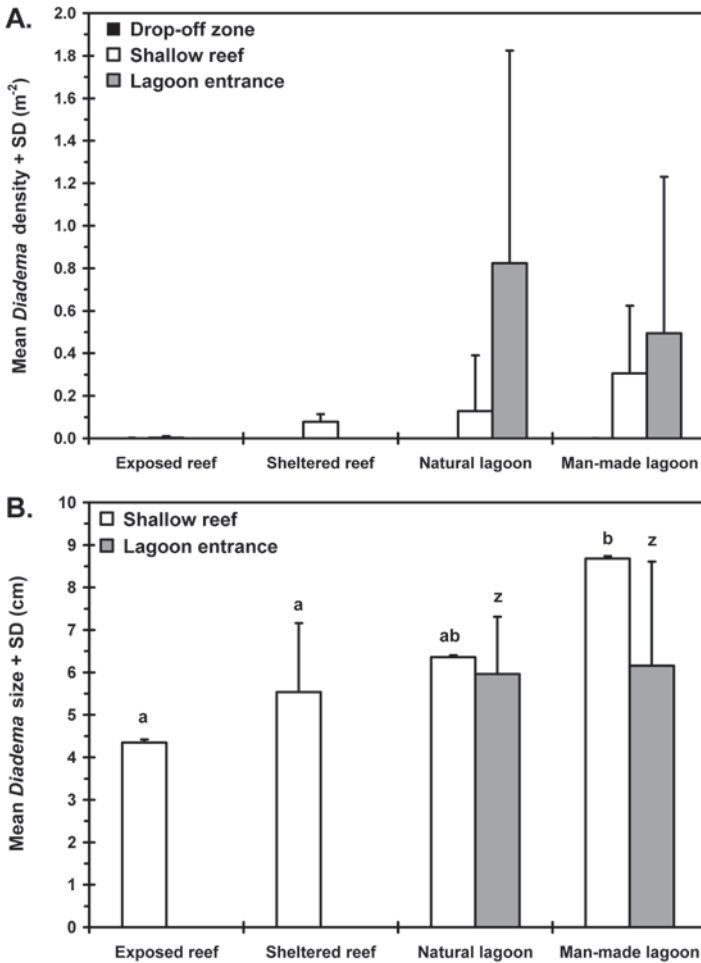 A.
Drop-off zone
Shallow reef
Lagoon entrance
Mean Diadema density + SD (m⁻²)
2.0
1.8
1.6
1.4
1.2
1.0
0.8
0.6
0.4
0.2
0.0
Exposed reef Sheltered reef Natural lagoon Man-made lagoon
B.
Shallow reef
Lagoon entrance
Mean Diadema size + SD (cm)
10
9
8
7
6
5
4
3
2
1
0
a
a
ab
z
b
z
Exposed reef Sheltered reef Natural lagoon Man-made lagoon